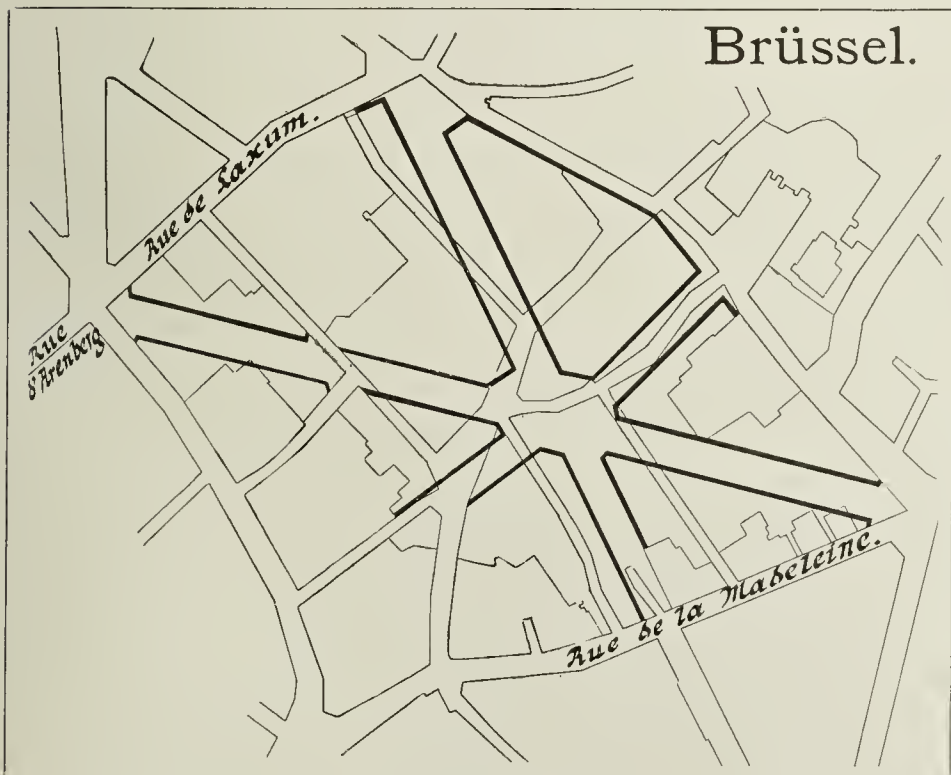 Brüssel.
Rue de Laxum.
Rue
d'Arenberg
Rue de la Madeleine.